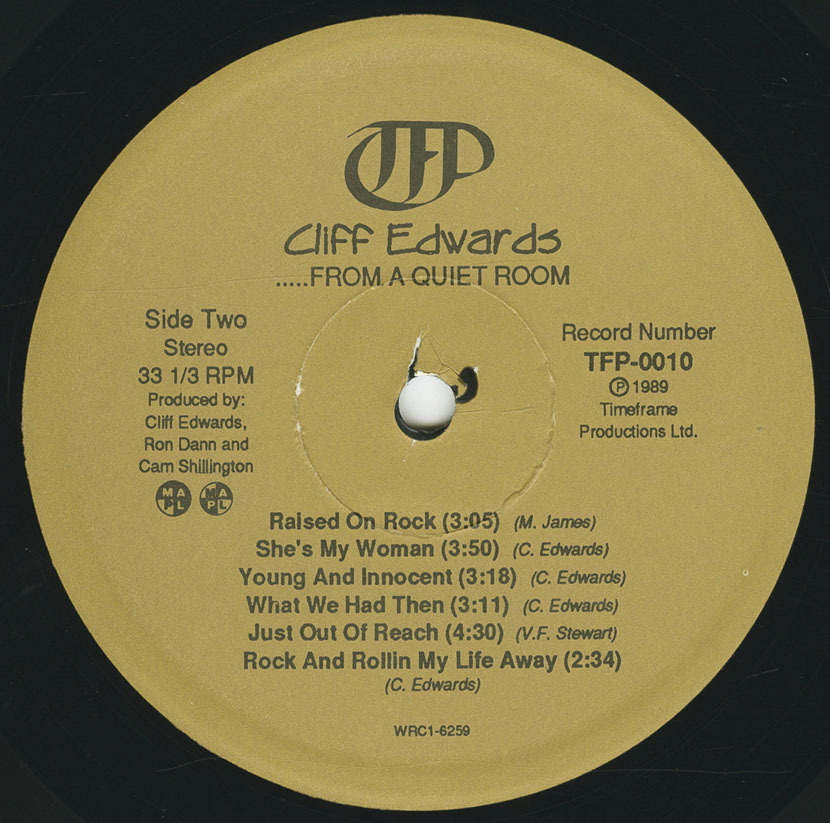 TFP
Cliff Edwards
.....FROM A QUIET ROOM
Side Two
Stereo
33 1/3 RPM
Produced by:
Cliff Edwards,
Ron Dann and
Cam Shillington
MAPL MAPL
Record Number
TFP-0010
Ⓟ 1989
Timeframe
Productions Ltd.
Raised On Rock (3:05) (M. James)
She's My Woman (3:50) (C. Edwards)
Young And Innocent (3:18) (C. Edwards)
What We Had Then (3:11) (C. Edwards)
Just Out Of Reach (4:30) (V.F. Stewart)
Rock And Rollin My Life Away (2:34)
(C. Edwards)
WRC1-6259